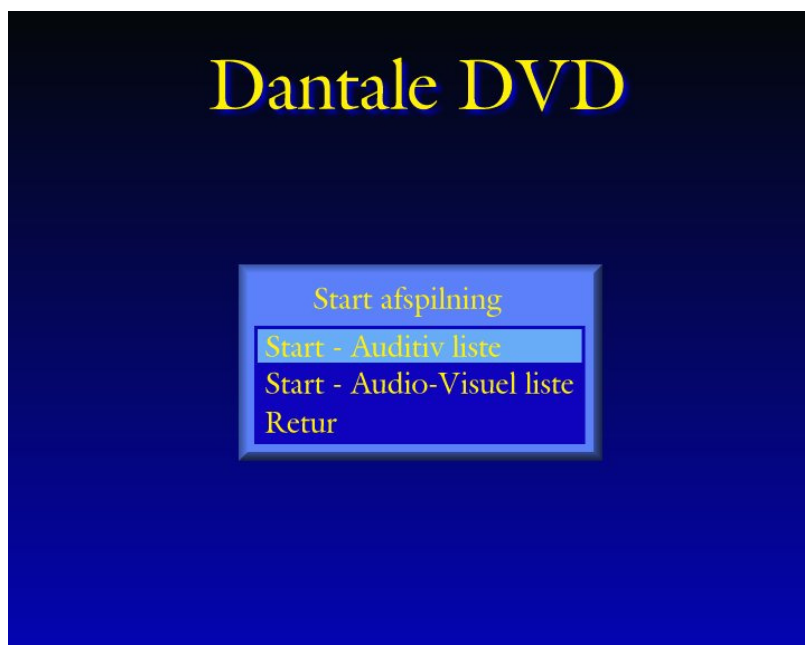 Dantale DVD
Start afspilning
Start - Auditiv liste
Start - Audio-Visuel liste
Retur